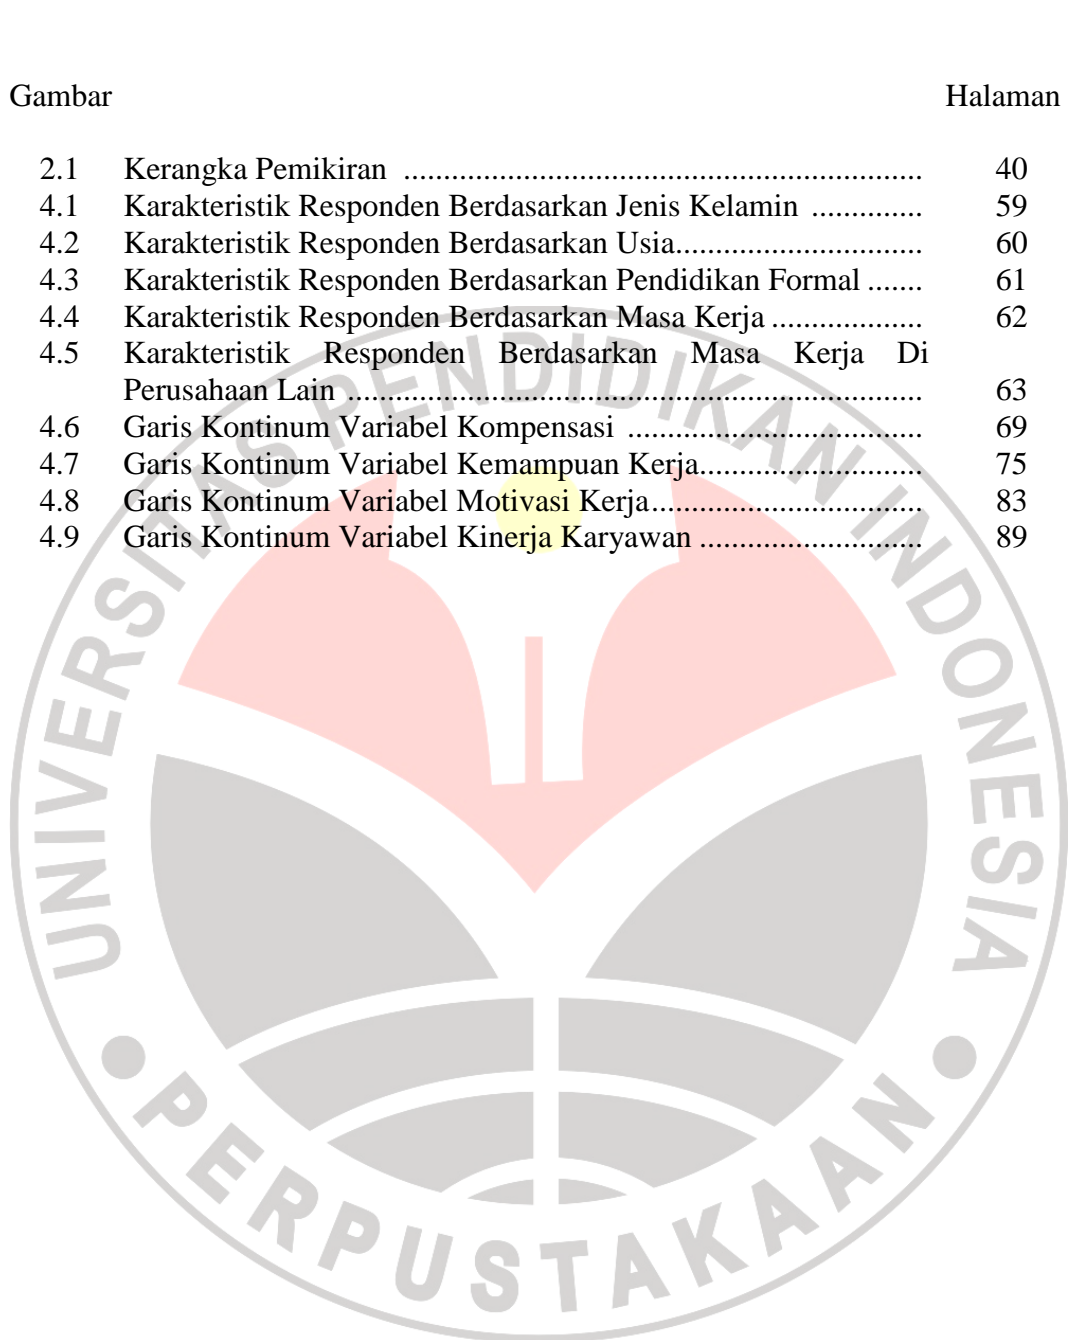 Gambar Halaman
2.1 Kerangka Pemikiran ................................................................ 40
4.1 Karakteristik Responden Berdasarkan Jenis Kelamin .............. 59
4.2 Karakteristik Responden Berdasarkan Usia............................... 60
4.3 Karakteristik Responden Berdasarkan Pendidikan Formal ....... 61
4.4 Karakteristik Responden Berdasarkan Masa Kerja ................... 62
4.5 Karakteristik Responden Berdasarkan Masa Kerja Di
Perusahaan Lain ....................................................................... 63
4.6 Garis Kontinum Variabel Kompensasi ..................................... 69
4.7 Garis Kontinum Variabel Kemampuan Kerja............................ 75
4.8 Garis Kontinum Variabel Motivasi Kerja.................................. 83
4.9 Garis Kontinum Variabel Kinerja Karyawan ............................ 89
UNIVERSITAS PENDIDIKAN INDONESIA
PERPUSTAKAAN